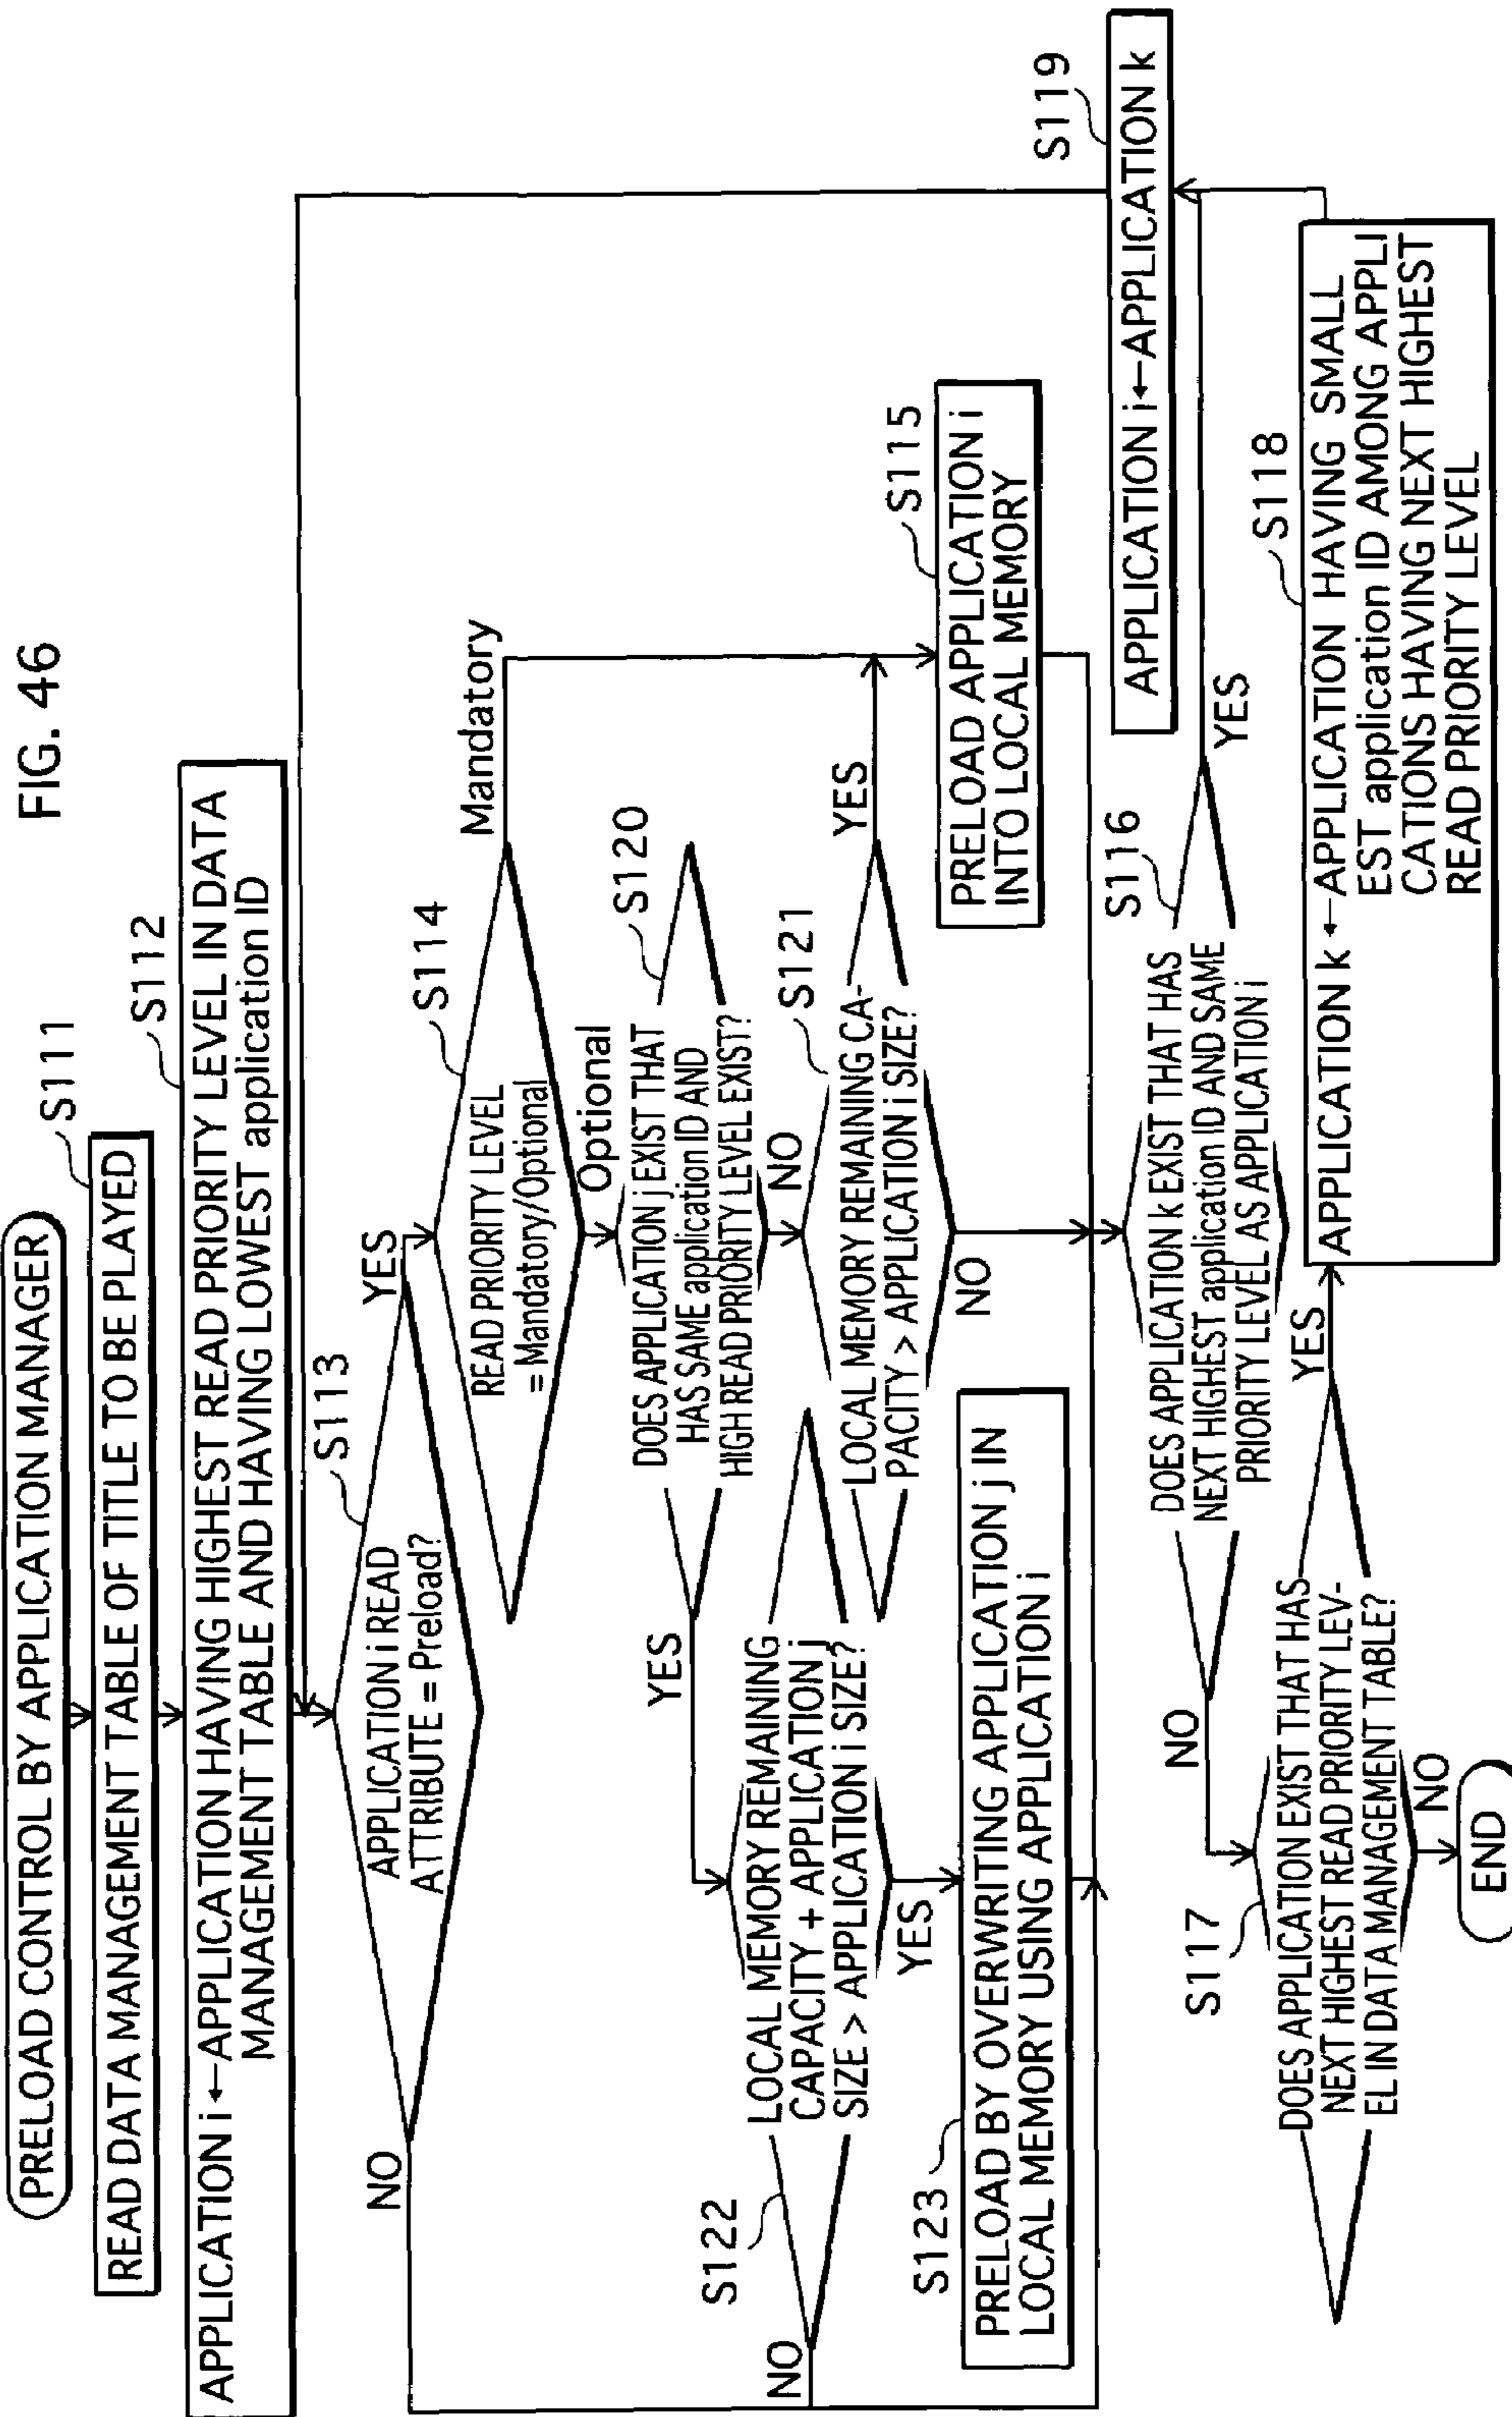 FIG. 46
PRELOAD CONTROL BY APPLICATION MANAGER
S111
READ DATA MANAGEMENT TABLE OF TITLE TO BE PLAYED
S112
APPLICATION i ← APPLICATION HAVING HIGHEST READ PRIORITY LEVEL IN DATA
MANAGEMENT TABLE AND HAVING LOWEST application ID
S113
APPLICATION i READ
ATTRIBUTE = Preload?
NO
YES
S114
READ PRIORITY LEVEL
= Mandatory/Optional
Mandatory
Optional
S120
DOES APPLICATION j EXIST THAT
HAS SAME application ID AND
HIGH READ PRIORITY LEVEL EXIST?
YES
NO
S121
LOCAL MEMORY REMAINING CA-
PACITY > APPLICATION i SIZE?
YES
NO
S122
LOCAL MEMORY REMAINING
CAPACITY + APPLICATION j
SIZE > APPLICATION i SIZE?
NO
YES
S115
PRELOAD APPLICATION i
INTO LOCAL MEMORY
S123
PRELOAD BY OVERWRITING APPLICATION j IN
LOCAL MEMORY USING APPLICATION i
S116
DOES APPLICATION k EXIST THAT HAS
NEXT HIGHEST application ID AND SAME
PRIORITY LEVEL AS APPLICATION i
NO
YES
S119
APPLICATION i ← APPLICATION k
S117
DOES APPLICATION EXIST THAT HAS
NEXT HIGHEST READ PRIORITY LEV-
EL IN DATA MANAGEMENT TABLE?
YES
NO
S118
APPLICATION k ← APPLICATION HAVING SMALL
EST application ID AMONG APPLI
CATIONS HAVING NEXT HIGHEST
READ PRIORITY LEVEL
END